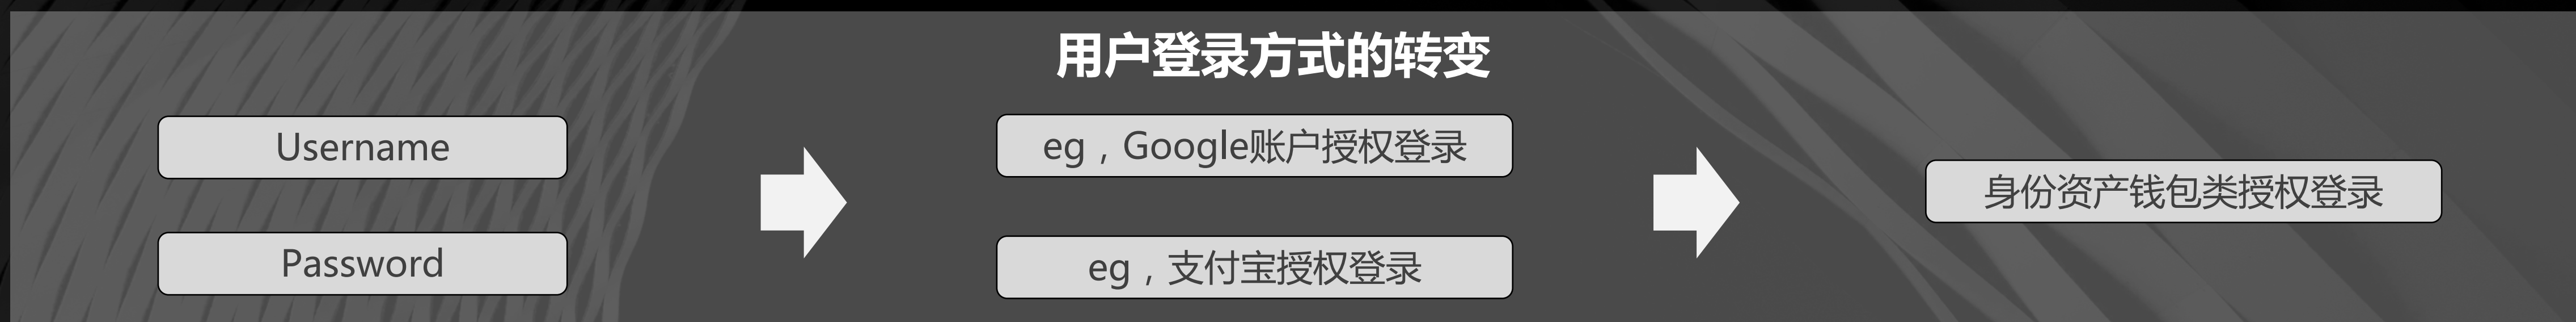 用户登录方式的转变
Username
Password
eg，Google账户授权登录
eg，支付宝授权登录
身份资产钱包类授权登录